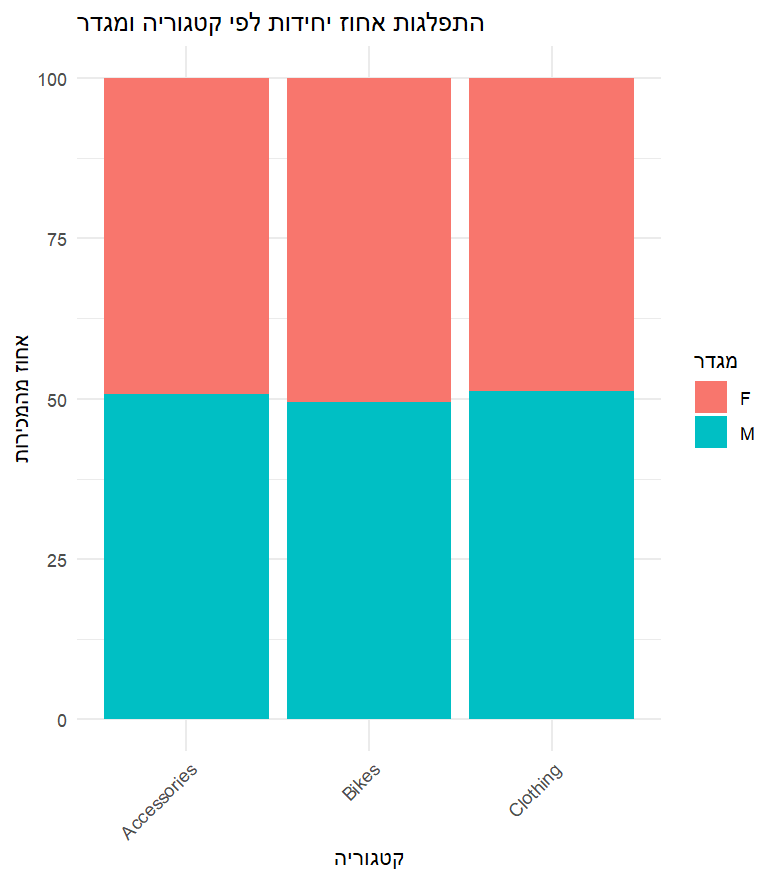 התפלגות אחוז יחידות לפי קטגוריה ומגדר
אחוז מהמכירות
100
75
50
25
0
Accessories
Bikes
Clothing
קטגוריה
מגדר
F
M